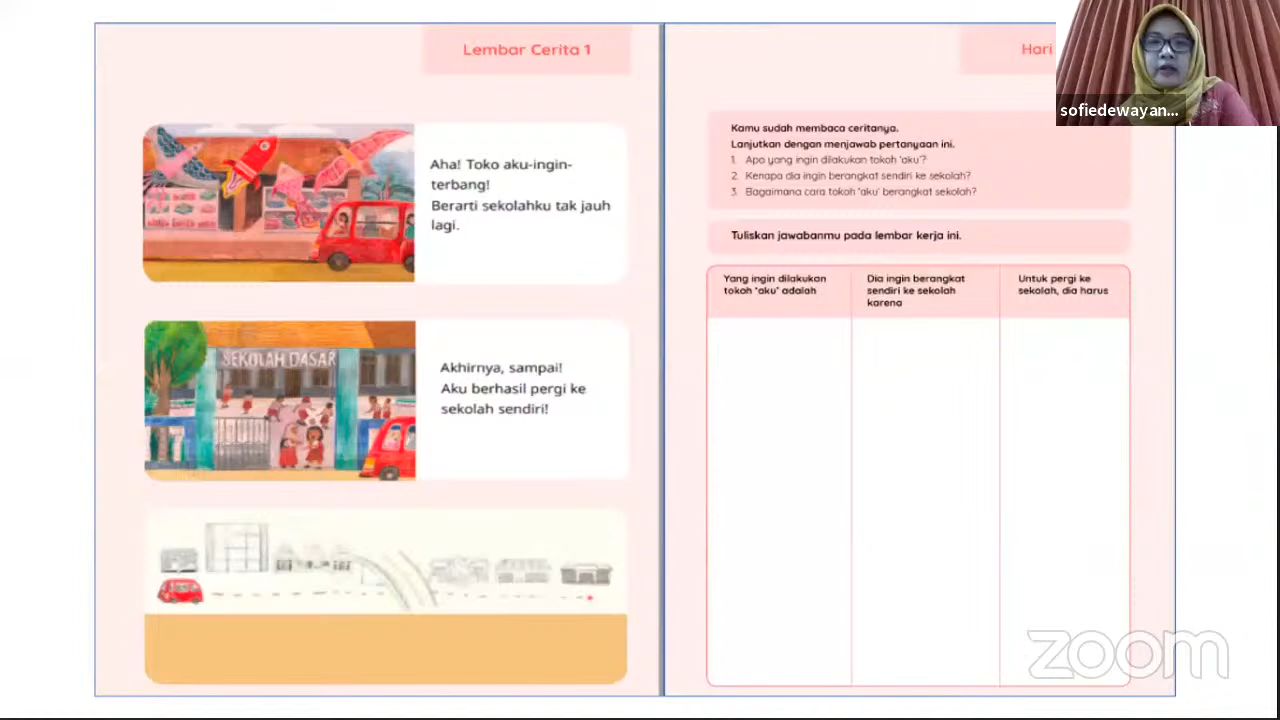 Lembar Cerita 1
Aha! Toko aku-ingin-
terbang!
Berarti sekolahku tak jauh
lagi.
SEKOLAH DASAR
Akhirnya, sampai!
Aku berhasil pergi ke
sekolah sendiri!
Hari
sofiedewayan...
Kamu sudah membaca ceritanya.
Lanjutkan dengan menjawab pertanyaan ini.
1. Apa yang ingin dilakukan tokoh 'aku'?
2. Kenapa dia ingin berangkat sendiri ke sekolah?
3. Bagaimana cara tokoh 'aku' berangkat sekolah?
Tuliskan jawabanmu pada lembar kerja ini.
Yang ingin dilakukan
tokoh 'aku' adalah
Dia ingin berangkat
sendiri ke sekolah
karena
Untuk pergi ke
sekolah, dia harus
zoom